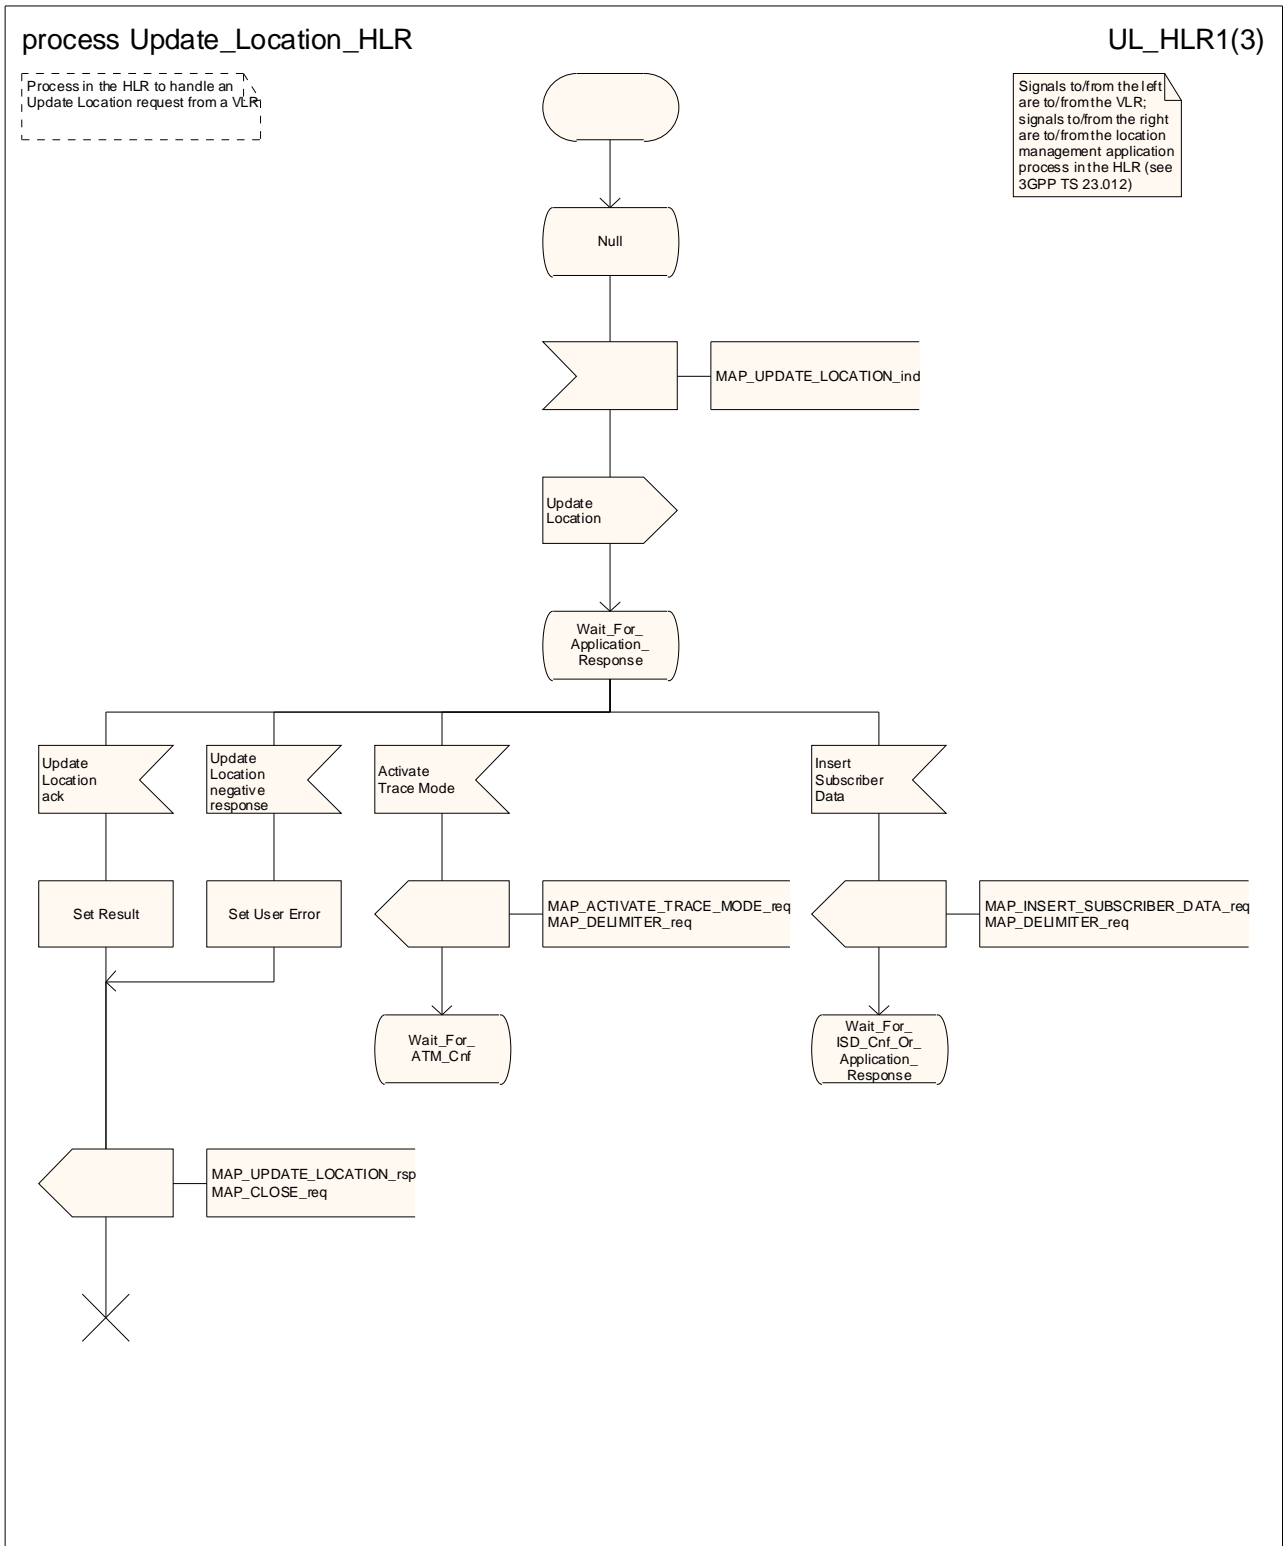 process Update_Location_HLR
UL_HLR1(3)
Process in the HLR to handle an
Update Location request from a VLR
Signals to/from the left
are to/from the VLR;
signals to/from the right
are to/from the location
management application
process in the HLR (see
3GPP TS 23.012)
Null
MAP_UPDATE_LOCATION_ind
Update
Location
Wait_For_
Application_
Response
Update
Location
ack
Update
Location
negative
response
Activate
Trace Mode
Insert
Subscriber
Data
Set Result
Set User Error
MAP_ACTIVATE_TRACE_MODE_req
MAP_DELIMITER_req
MAP_INSERT_SUBSCRIBER_DATA_req
MAP_DELIMITER_req
Wait_For_
ATM_Cnf
Wait_For_
ISD_Cnf_Or_
Application_
Response
MAP_UPDATE_LOCATION_rsp
MAP_CLOSE_req